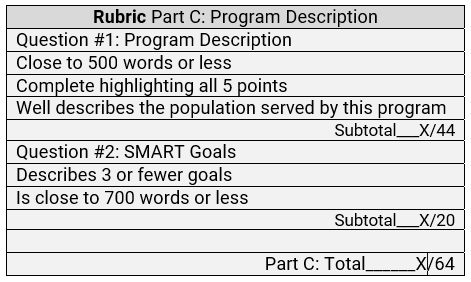 Rubric Part C: Program Description
Question #1: Program Description
Close to 500 words or less
Complete highlighting all 5 points
Well describes the population served by this program
Subtotal___X/44
Question #2: SMART Goals
Describes 3 or fewer goals
Is close to 700 words or less
Subtotal___X/20
Part C: Total______X/64